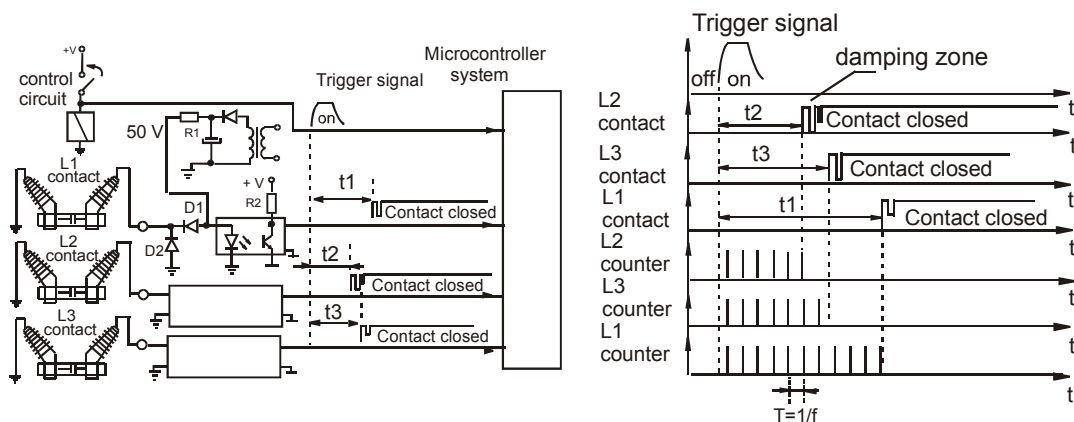 +V
control
circuit
50 V
R1
Trigger signal
on
Microcontroller
system
L1
contact
D1
D2
+ V
R2
t1
Contact closed
L2
contact
t2
Contact closed
L3
contact
t3
Contact closed
Trigger signal
damping zone
off
on
t
L2
contact
t2
Contact closed
t
L3
contact
t3
Contact closed
t
L1
contact
t1
Contact closed
t
L2
counter
t
L3
counter
t
L1
counter
t
T=1/f